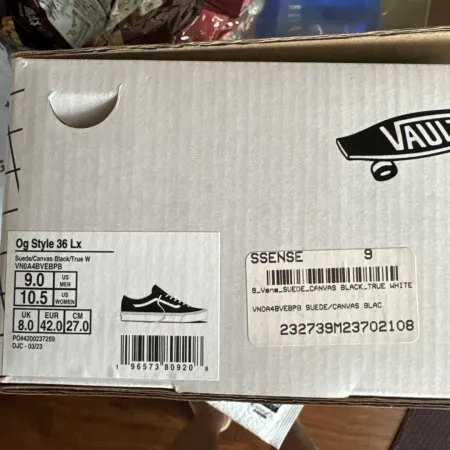 VAULT
Og Style 36 Lx
Suede/Canvas Black/True W
VN0A4BVEBPB
9.0 US MEN
10.5 US WOMEN
UK EUR CM
8.0 42.0 27.0
PO44200237259
DJC - 03/23
1 96573 80920 8
SSENSE 9
9_Vans_SUEDE_CANVAS BLACK_TRUE WHITE
VN0A4BVEBPB SUEDE/CANVAS BLAC
232739M23702108